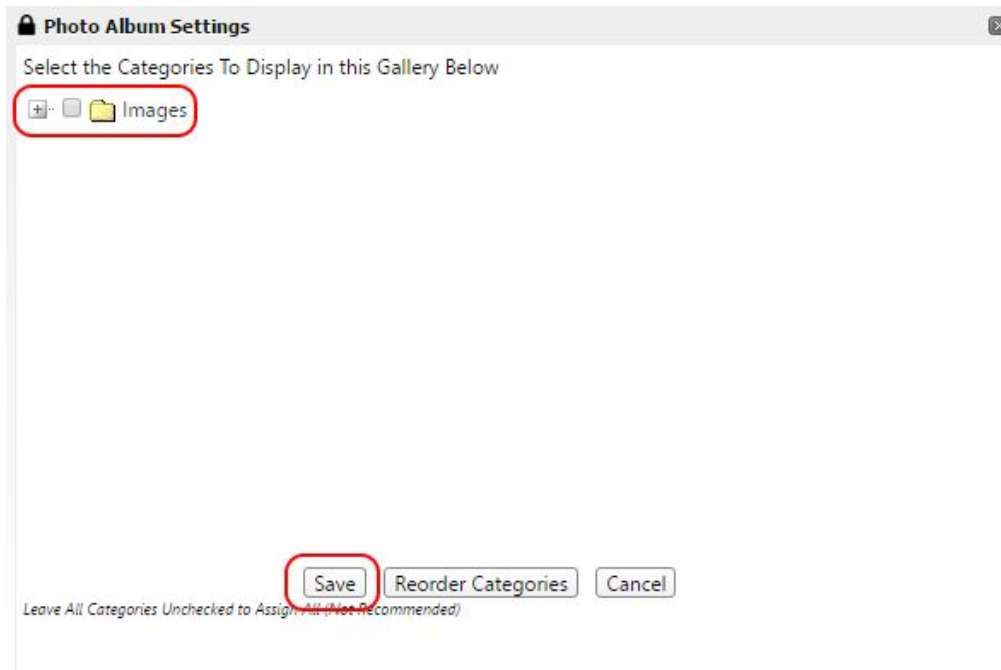 Photo Album Settings
Select the Categories To Display in this Gallery Below
Images
Save Reorder Categories Cancel
Leave All Categories Unchecked to Assign All (Not Recommended)